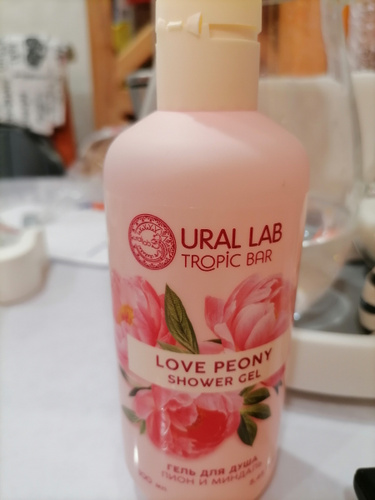 URAL LAB
TROPIC BAR
LOVE PEONY
SHOWER GEL
ГЕЛЬ ДЛЯ ДУША
ПИОН И МИНДАЛЬ